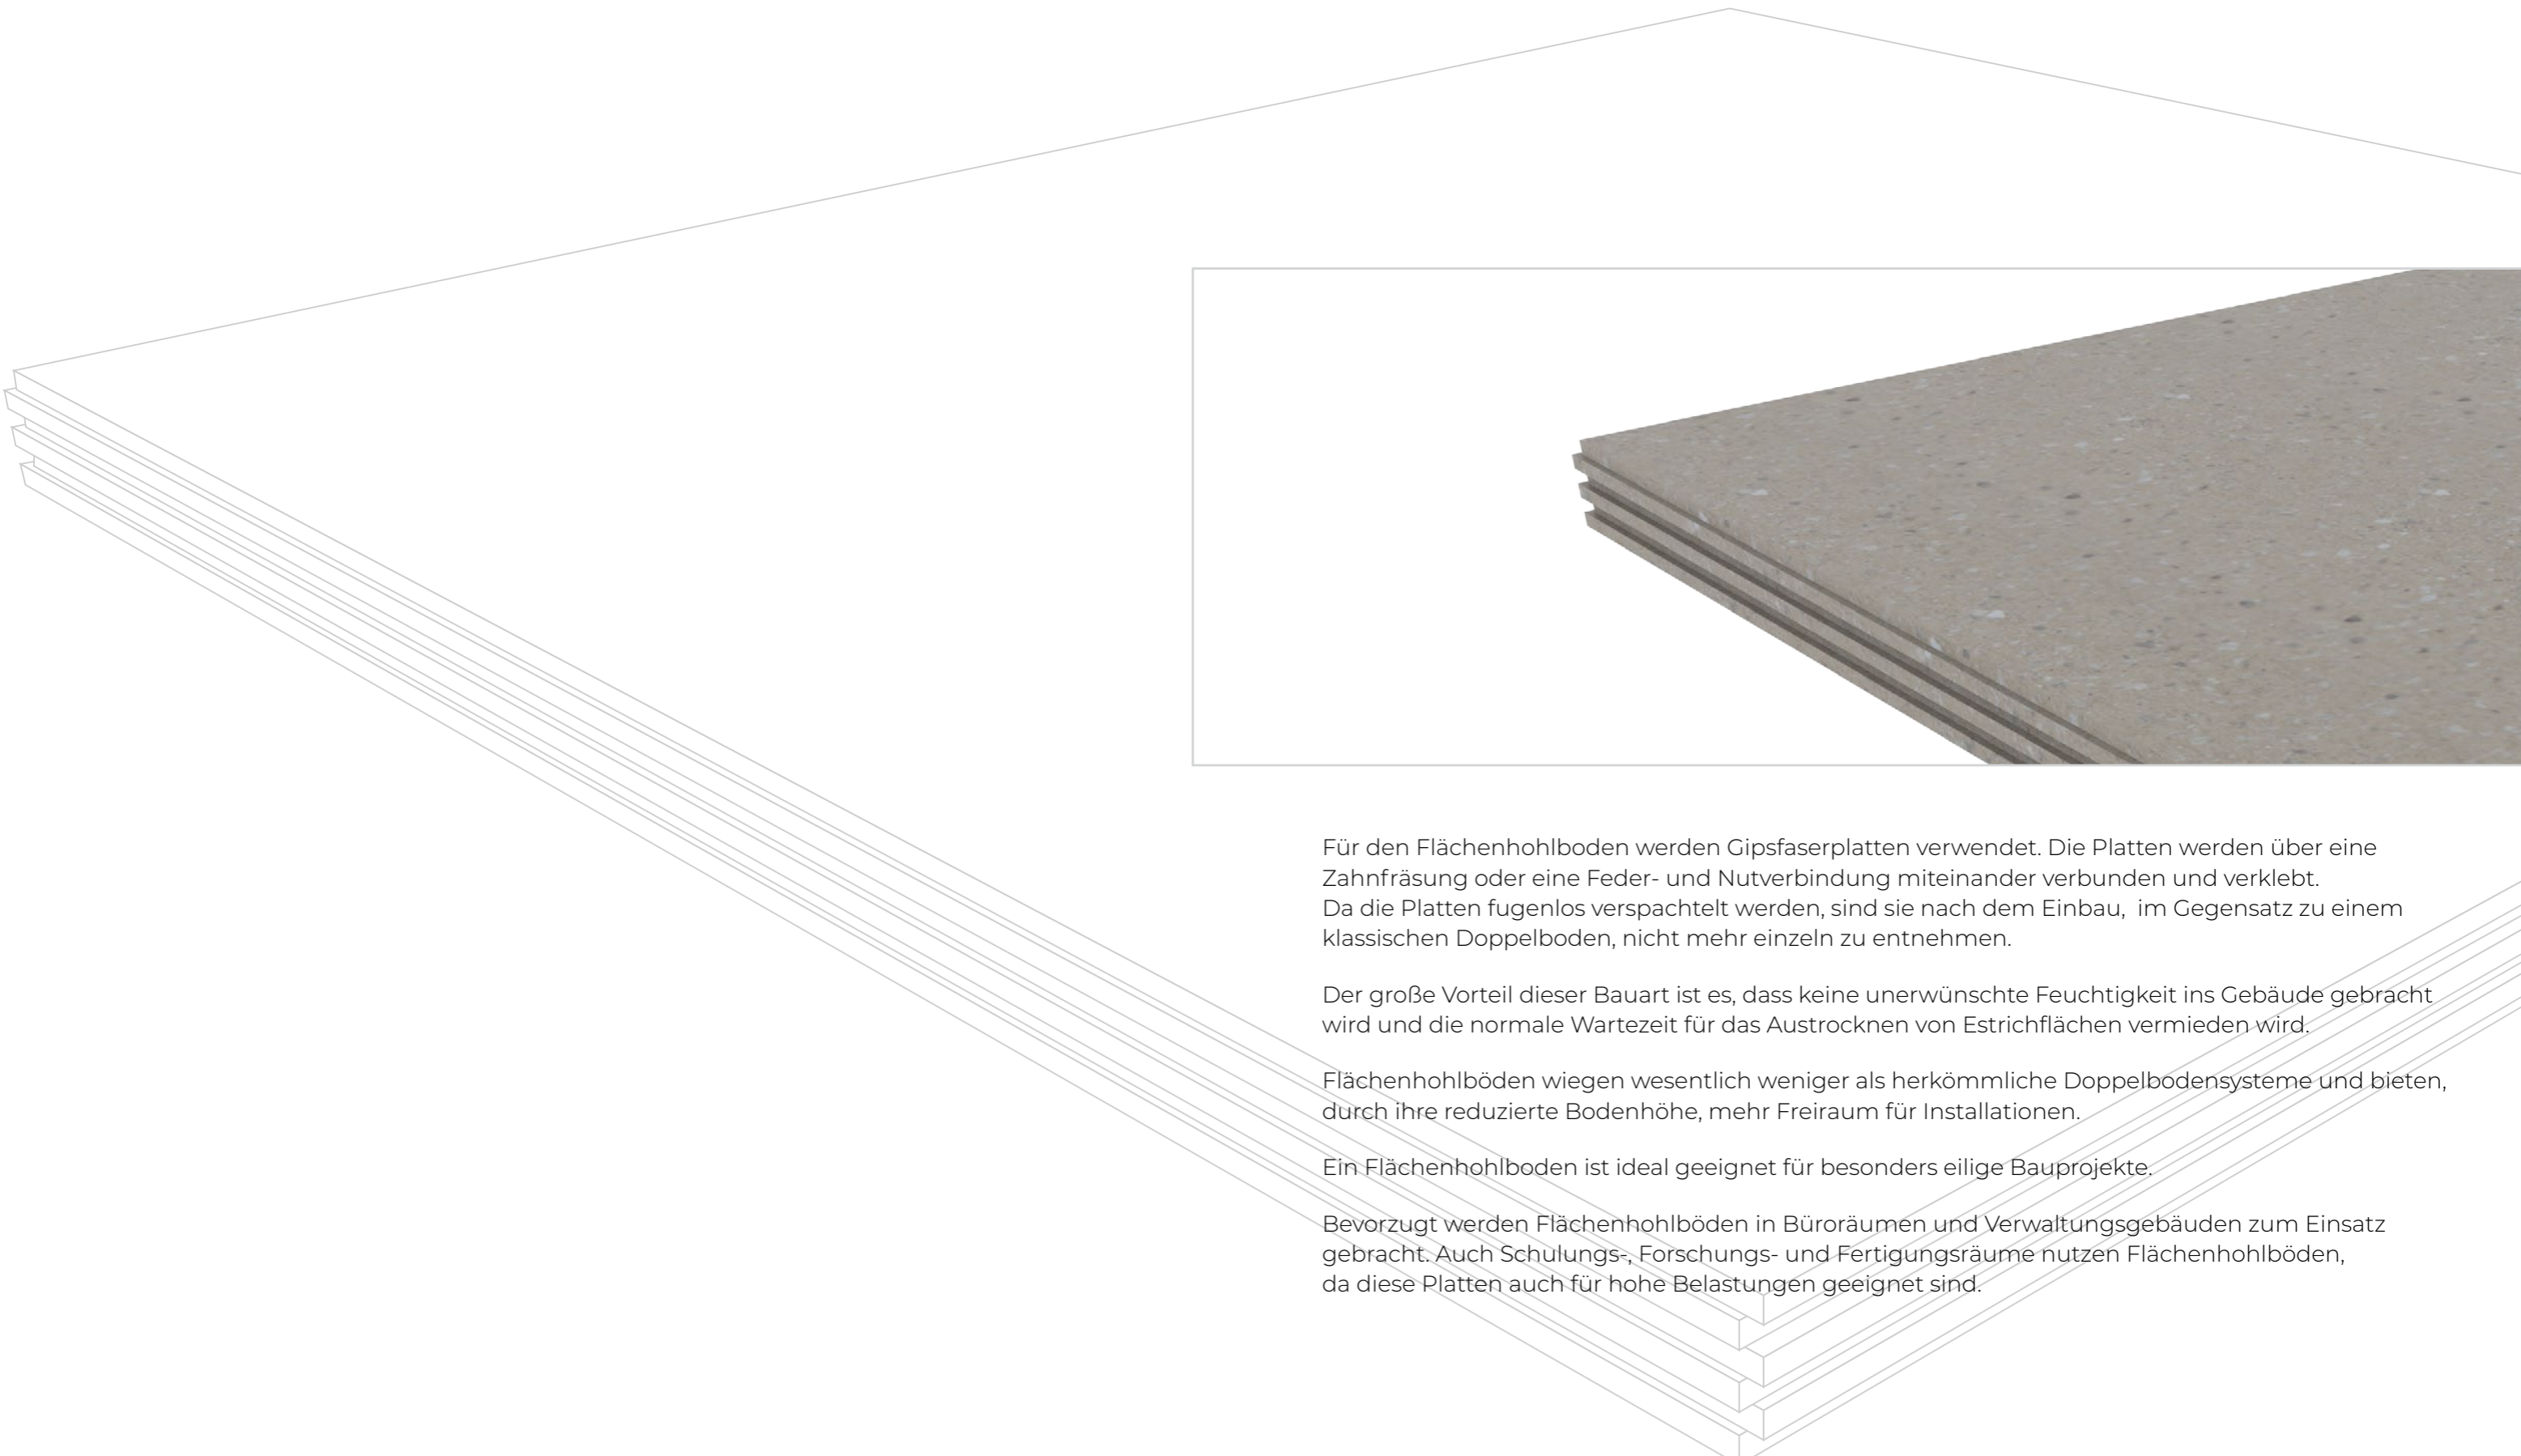 Für den Flächenhohlboden werden Gipsfaserplatten verwendet. Die Platten werden über eine
Zahnfräsung oder eine Feder- und Nutverbindung miteinander verbunden und verklebt.
Da die Platten fugenlos verspachtelt werden, sind sie nach dem Einbau,  im Gegensatz zu einem
klassischen Doppelboden, nicht mehr einzeln zu entnehmen.
Der große Vorteil dieser Bauart ist es, dass keine unerwünschte Feuchtigkeit ins Gebäude gebracht
wird und die normale Wartezeit für das Austrocknen von Estrichflächen vermieden wird.
Flächenhohlböden wiegen wesentlich weniger als herkömmliche Doppelbodensysteme und bieten,
durch ihre reduzierte Bodenhöhe, mehr Freiraum für Installationen.
Ein Flächenhohlboden ist ideal geeignet für besonders eilige Bauprojekte.
Bevorzugt werden Flächenhohlböden in Büroräumen und Verwaltungsgebäuden zum Einsatz
gebracht. Auch Schulungs-, Forschungs- und Fertigungsräume nutzen Flächenhohlböden,
da diese Platten auch für hohe Belastungen geeignet sind.